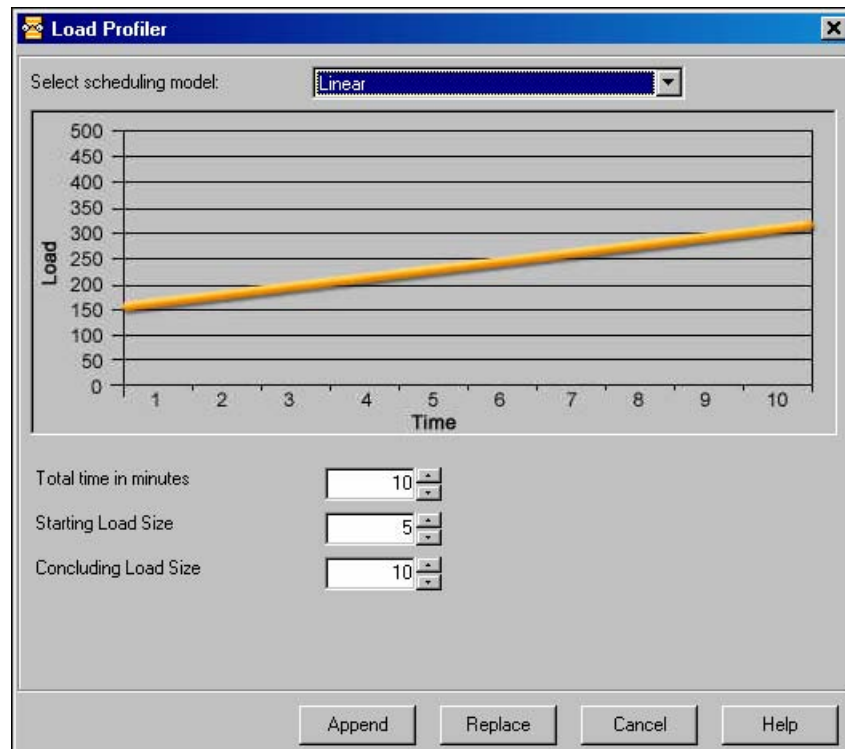 Load Profiler
Select scheduling model: Linear
500
450
400
350
300
250
200
150
100
50
0
Load
1 2 3 4 5 6 7 8 9 10
Time
Total time in minutes 10
Starting Load Size 5
Concluding Load Size 10
Append Replace Cancel Help